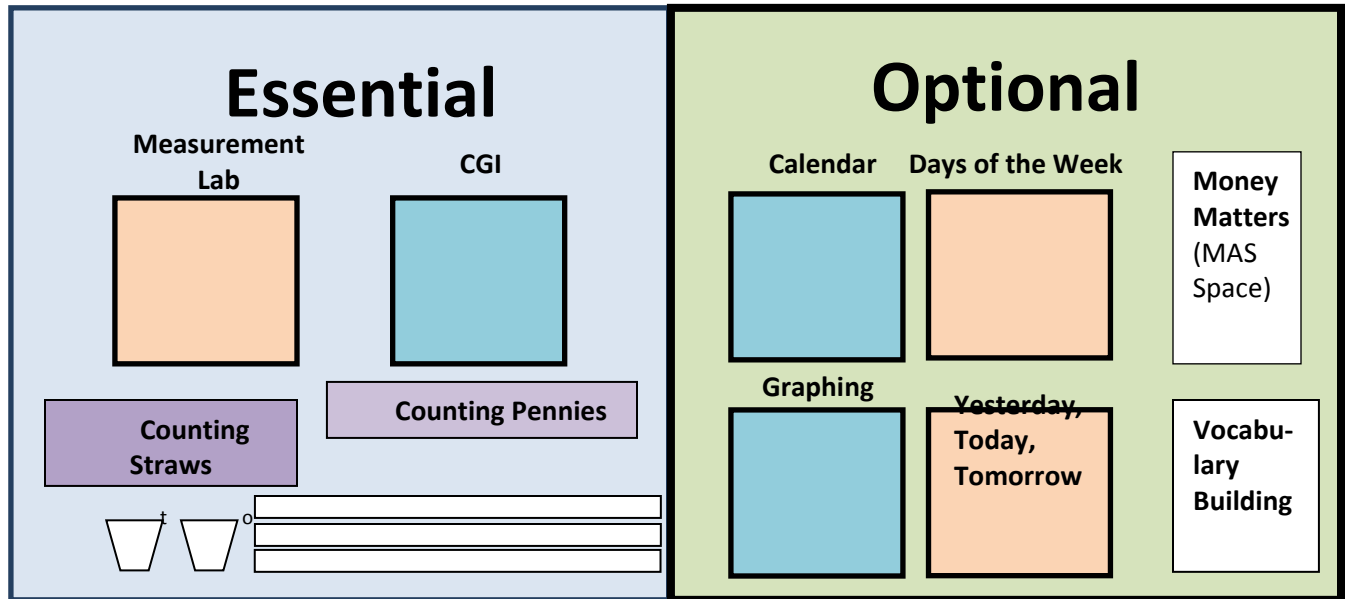 Essential
Measurement
Lab
CGI
Counting Pennies
Counting
Straws
t
o
Optional
Calendar
Days of the Week
Money
Matters
(MAS
Space)
Graphing
Yesterday,
Today,
Tomorrow
Vocabu-
lary
Building